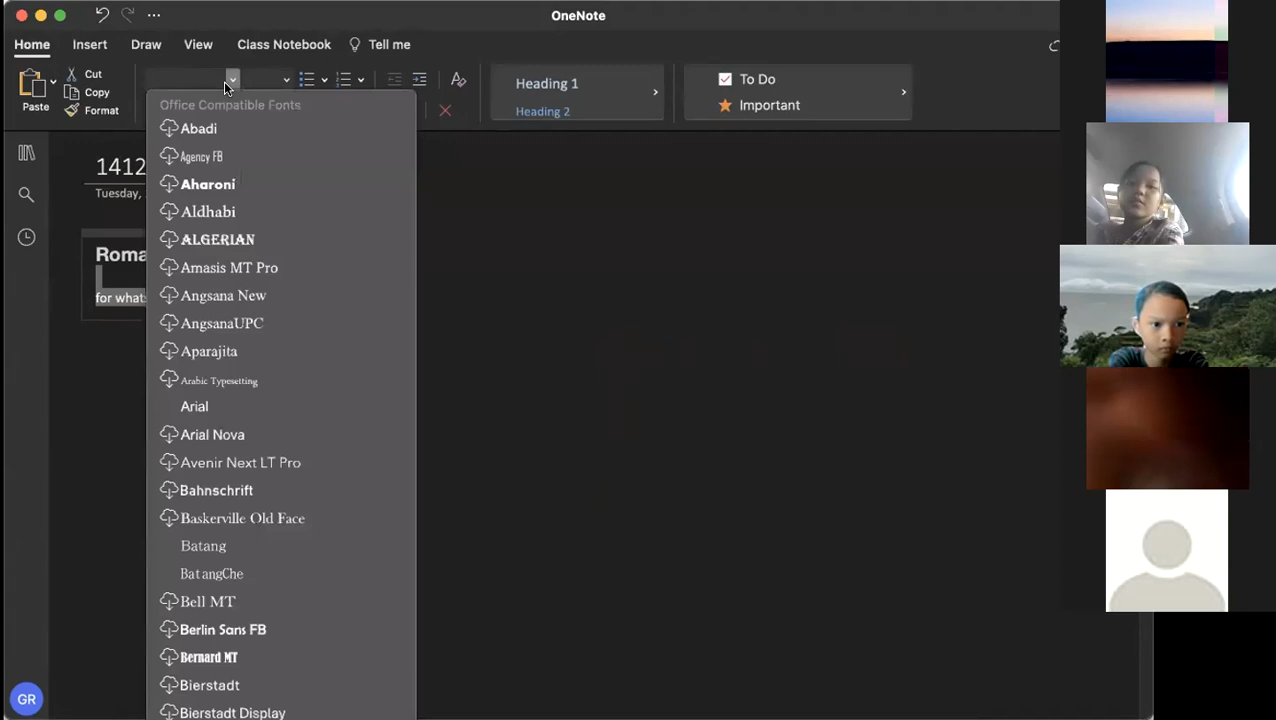 OneNote
Home Insert Draw View Class Notebook Tell me
Paste
Cut
Copy
Format
Heading 1
Heading 2
To Do
Important
Office Compatible Fonts
Abadi
Agency FB
Aharoni
Aldhabi
ALGERIAN
Amasis MT Pro
Angsana New
AngsanaUPC
Aparajita
Arabic Typesetting
Arial
Arial Nova
Avenir Next LT Pro
Bahnschrift
Baskerville Old Face
Batang
BatangChe
Bell MT
Berlin Sans FB
Bernard MT
Bierstadt
Bierstadt Display
1412
Tuesday,
Roma
for what
GR